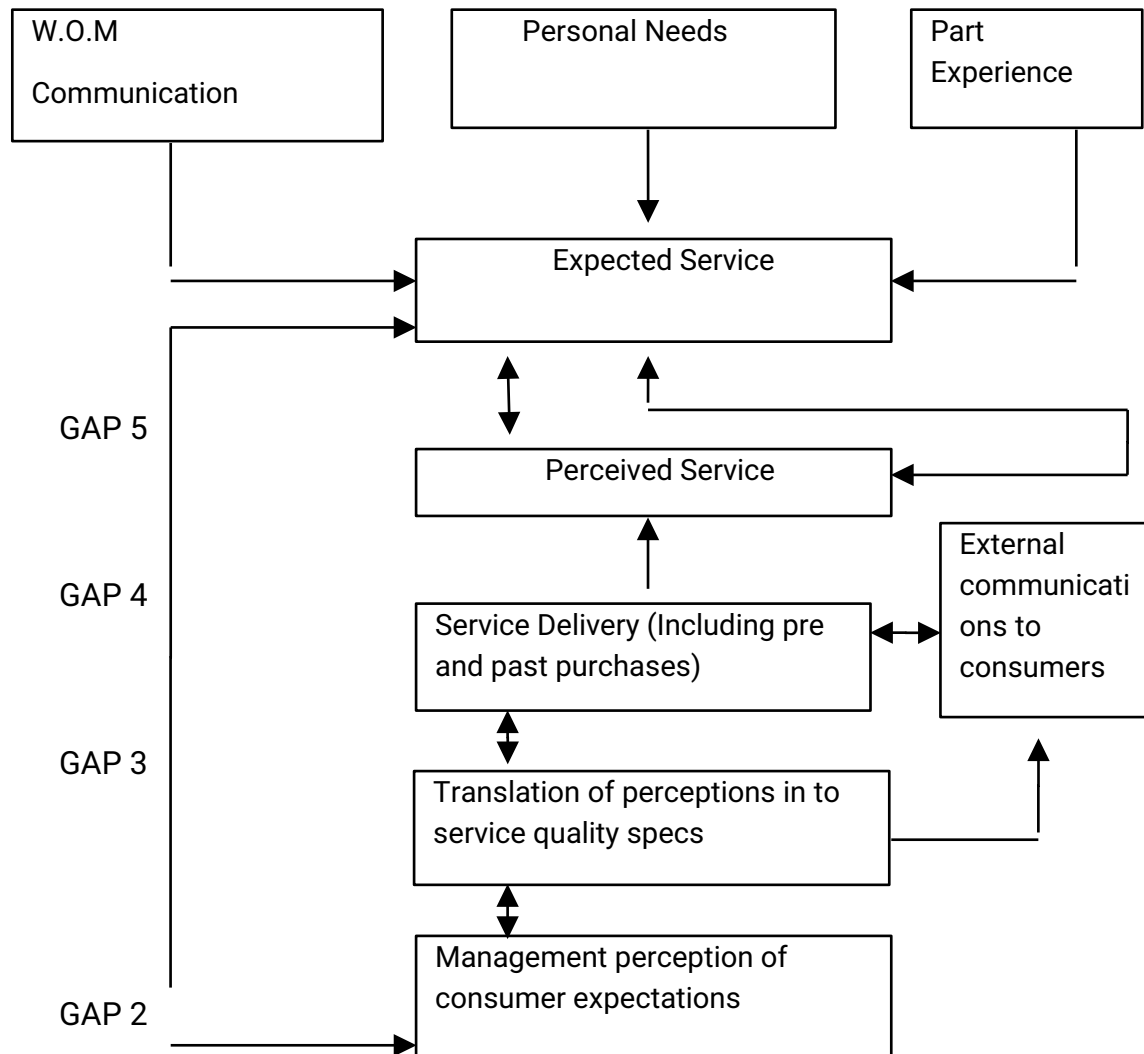 W.O.M
Communication
Personal Needs
Part
Experience
Expected Service
GAP 5
Perceived Service
GAP 4
External
communicati
ons to
consumers
Service Delivery (Including pre
and past purchases)
GAP 3
Translation of perceptions in to
service quality specs
Management perception of
consumer expectations
GAP 2